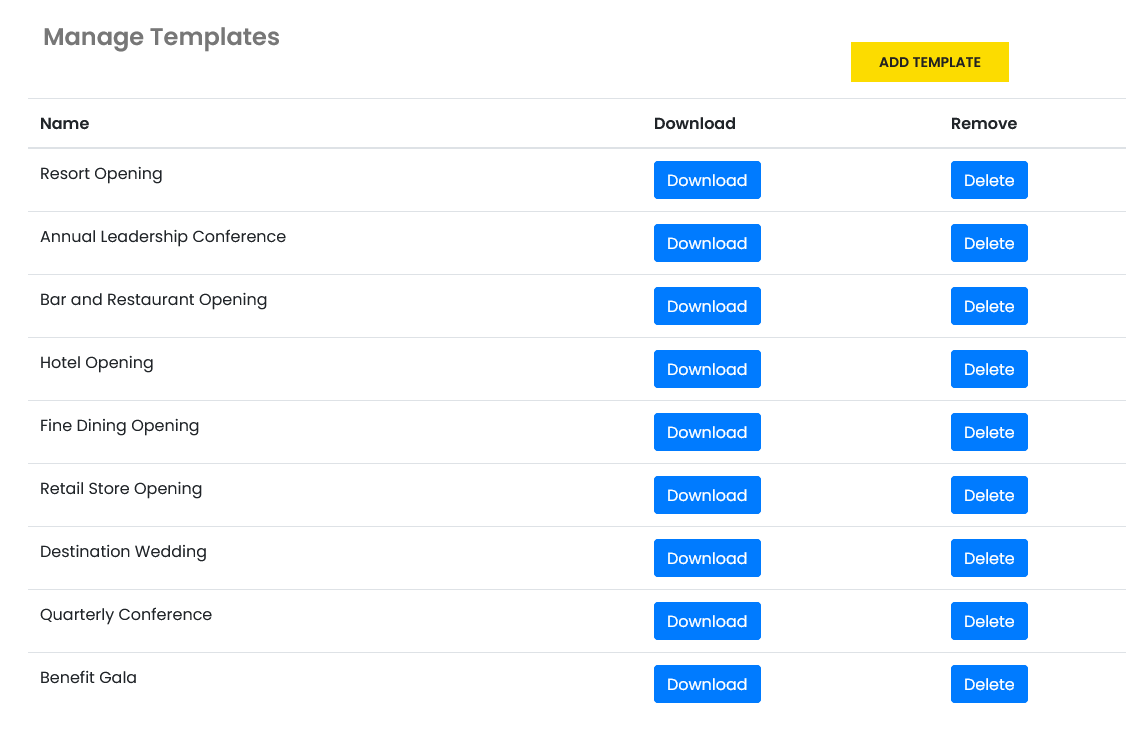 Manage Templates
ADD TEMPLATE
Name Download Remove
Resort Opening Download Delete
Annual Leadership Conference Download Delete
Bar and Restaurant Opening Download Delete
Hotel Opening Download Delete
Fine Dining Opening Download Delete
Retail Store Opening Download Delete
Destination Wedding Download Delete
Quarterly Conference Download Delete
Benefit Gala Download Delete